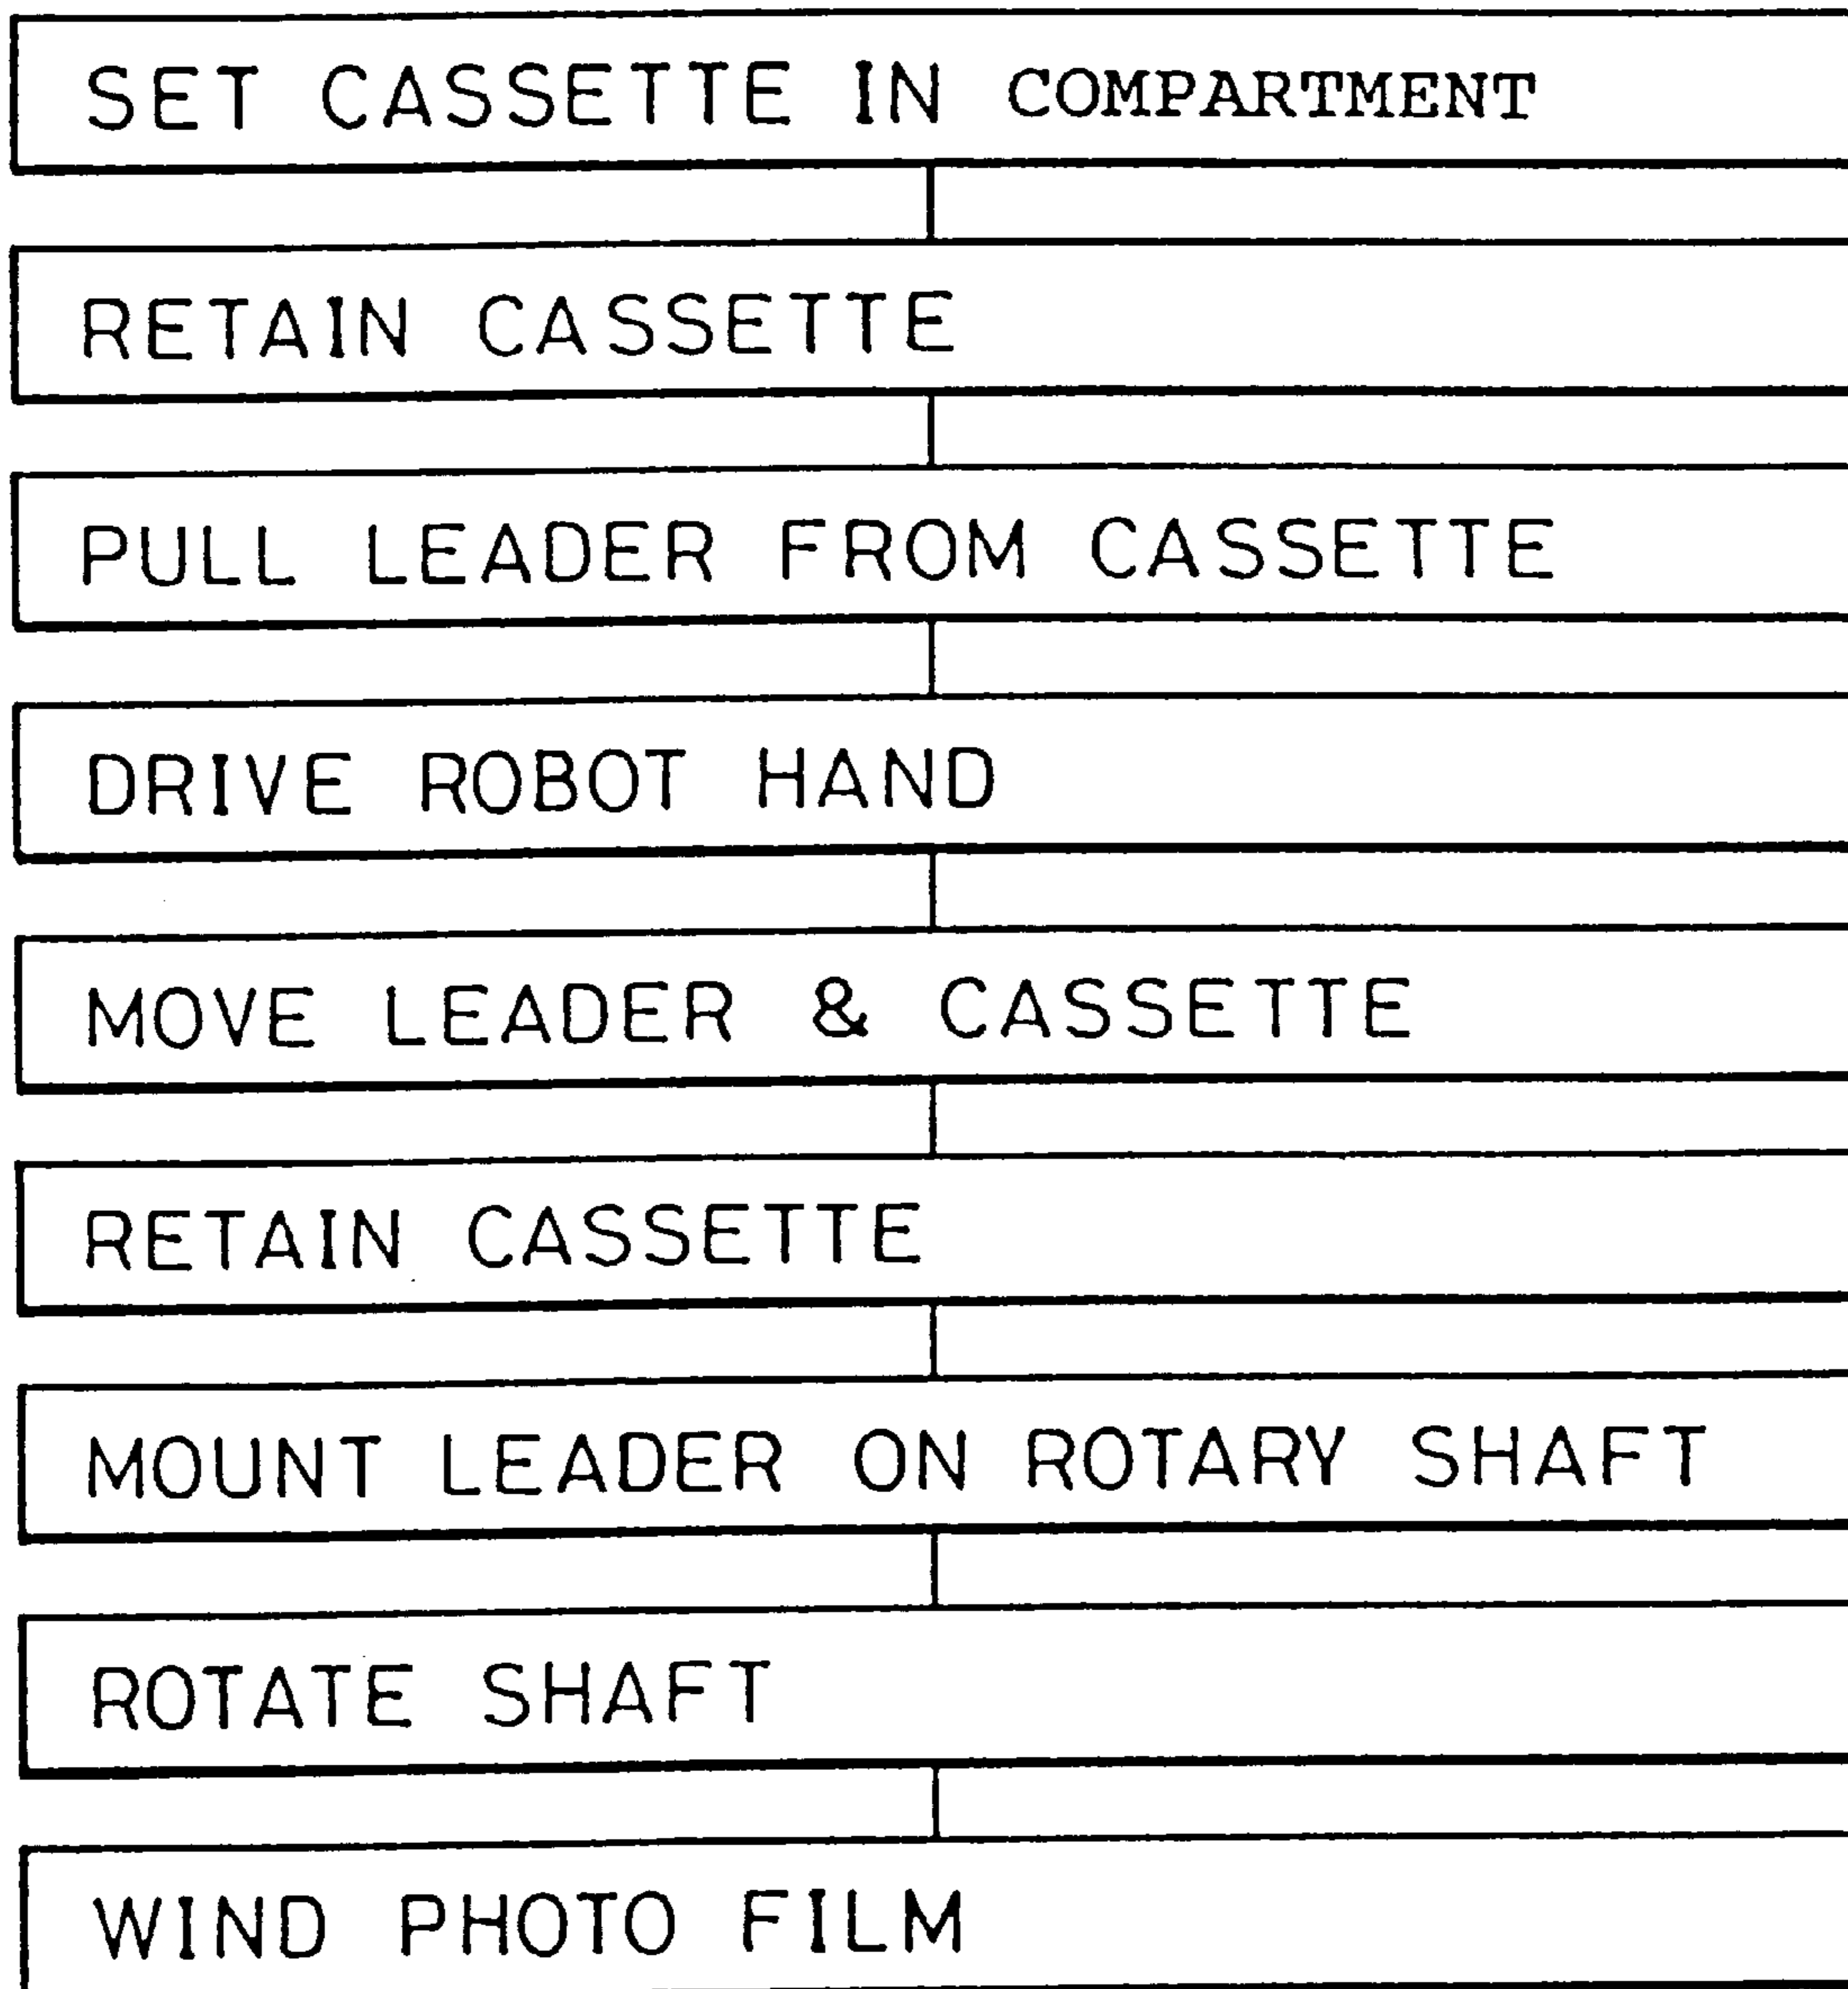 SET CASSETTE IN COMPARTMENT
RETAIN CASSETTE
PULL LEADER FROM CASSETTE
DRIVE ROBOT HAND
MOVE LEADER & CASSETTE
RETAIN CASSETTE
MOUNT LEADER ON ROTARY SHAFT
ROTATE SHAFT
WIND PHOTO FILM